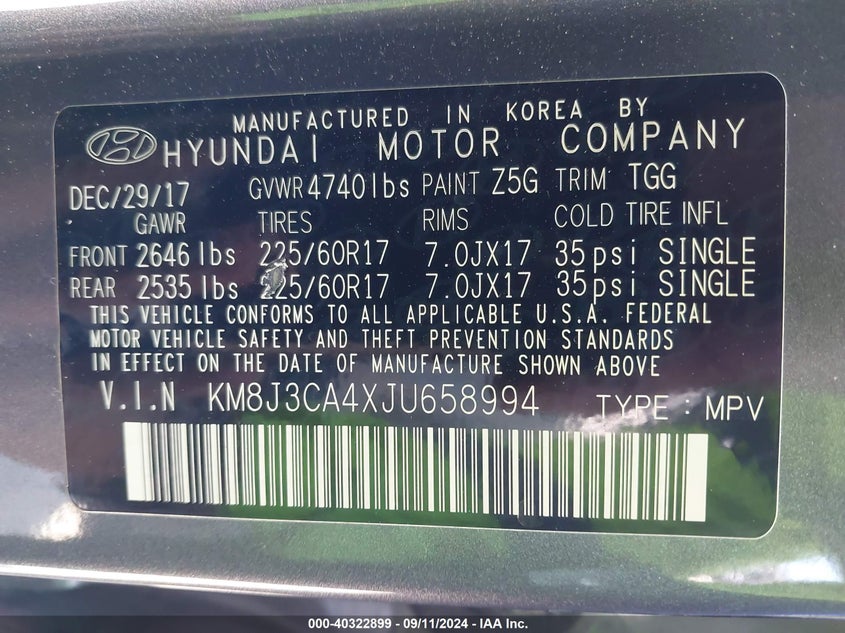 MANUFACTURED IN KOREA BY
HYUNDAI MOTOR COMPANY
DEC/29/17 GVWR 4740lbs PAINT Z5G TRIM TGG
GAWR TIRES RIMS COLD TIRE INFL
FRONT 2646 lbs 225/60R17 7.0JX17 35psi SINGLE
REAR 2535 lbs 225/60R17 7.0JX17 35psi SINGLE
THIS VEHICLE CONFORMS TO ALL APPLICABLE U.S.A. FEDERAL
MOTOR VEHICLE SAFETY AND THEFT PREVENTION STANDARDS
IN EFFECT ON THE DATE OF MANUFACTURE SHOWN ABOVE
V.I.N KM8J3CA4XJU658994 TYPE : MPV
000-40322899 - 09/11/2024 - IAA Inc.